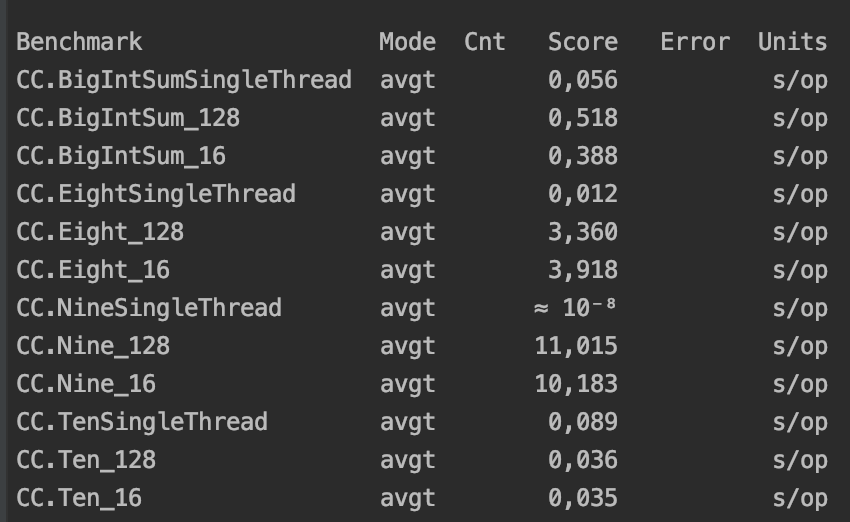 Benchmark Mode Cnt Score Error Units
CC.BigIntSumSingleThread avgt 0,056 s/op
CC.BigIntSum_128 avgt 0,518 s/op
CC.BigIntSum_16 avgt 0,388 s/op
CC.EightSingleThread avgt 0,012 s/op
CC.Eight_128 avgt 3,360 s/op
CC.Eight_16 avgt 3,918 s/op
CC.NineSingleThread avgt ≈ 10⁻⁸ s/op
CC.Nine_128 avgt 11,015 s/op
CC.Nine_16 avgt 10,183 s/op
CC.TenSingleThread avgt 0,089 s/op
CC.Ten_128 avgt 0,036 s/op
CC.Ten_16 avgt 0,035 s/op